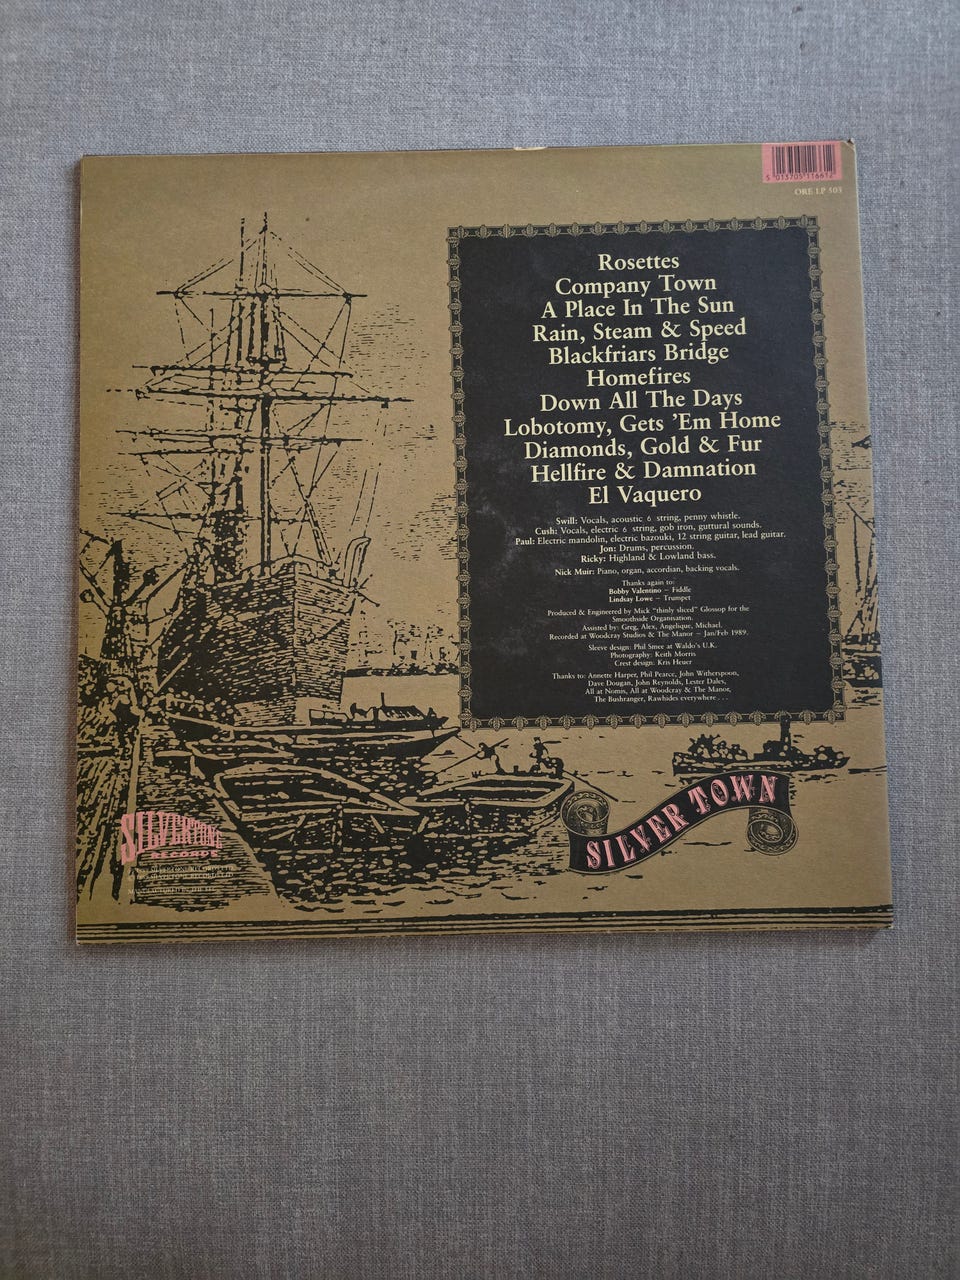 5 013705 116612
ORE LP 503
Rosettes
Company Town
A Place In The Sun
Rain, Steam & Speed
Blackfriars Bridge
Homefires
Down All The Days
Lobotomy, Gets 'Em Home
Diamonds, Gold & Fur
Hellfire & Damnation
El Vaquero
Swill: Vocals, acoustic 6 string, penny whistle.
Cush: Vocals, electric 6 string, gob iron, guttural sounds.
Paul: Electric mandolin, electric bazouki, 12 string guitar, lead guitar.
Jon: Drums, percussion.
Ricky: Highland & Lowland bass.
Nick Muir: Piano, organ, accordian, backing vocals.
Thanks again to:
Bobby Valentino – Fiddle
Lindsay Lowe – Trumpet
Produced & Engineered by Mick "thinly sliced" Glossop for the
Smoothside Organisation.
Assisted by: Greg, Alex, Angelique, Michael.
Recorded at Woodcray Studios & The Manor – Jan/Feb 1989.
Sleeve design: Phil Smee at Waldo's U.K.
Photography: Keith Morris
Crest design: Kris Heuer
Thanks to: Annette Harper, Phil Pearce, John Witherspoon,
Dave Dougan, John Reynolds, Lester Dales,
All at Nomis, All at Woodcray & The Manor,
The Bushranger, Rawhides everywhere . . .
SILVER TOWN
SILVERTONE
RECORDS